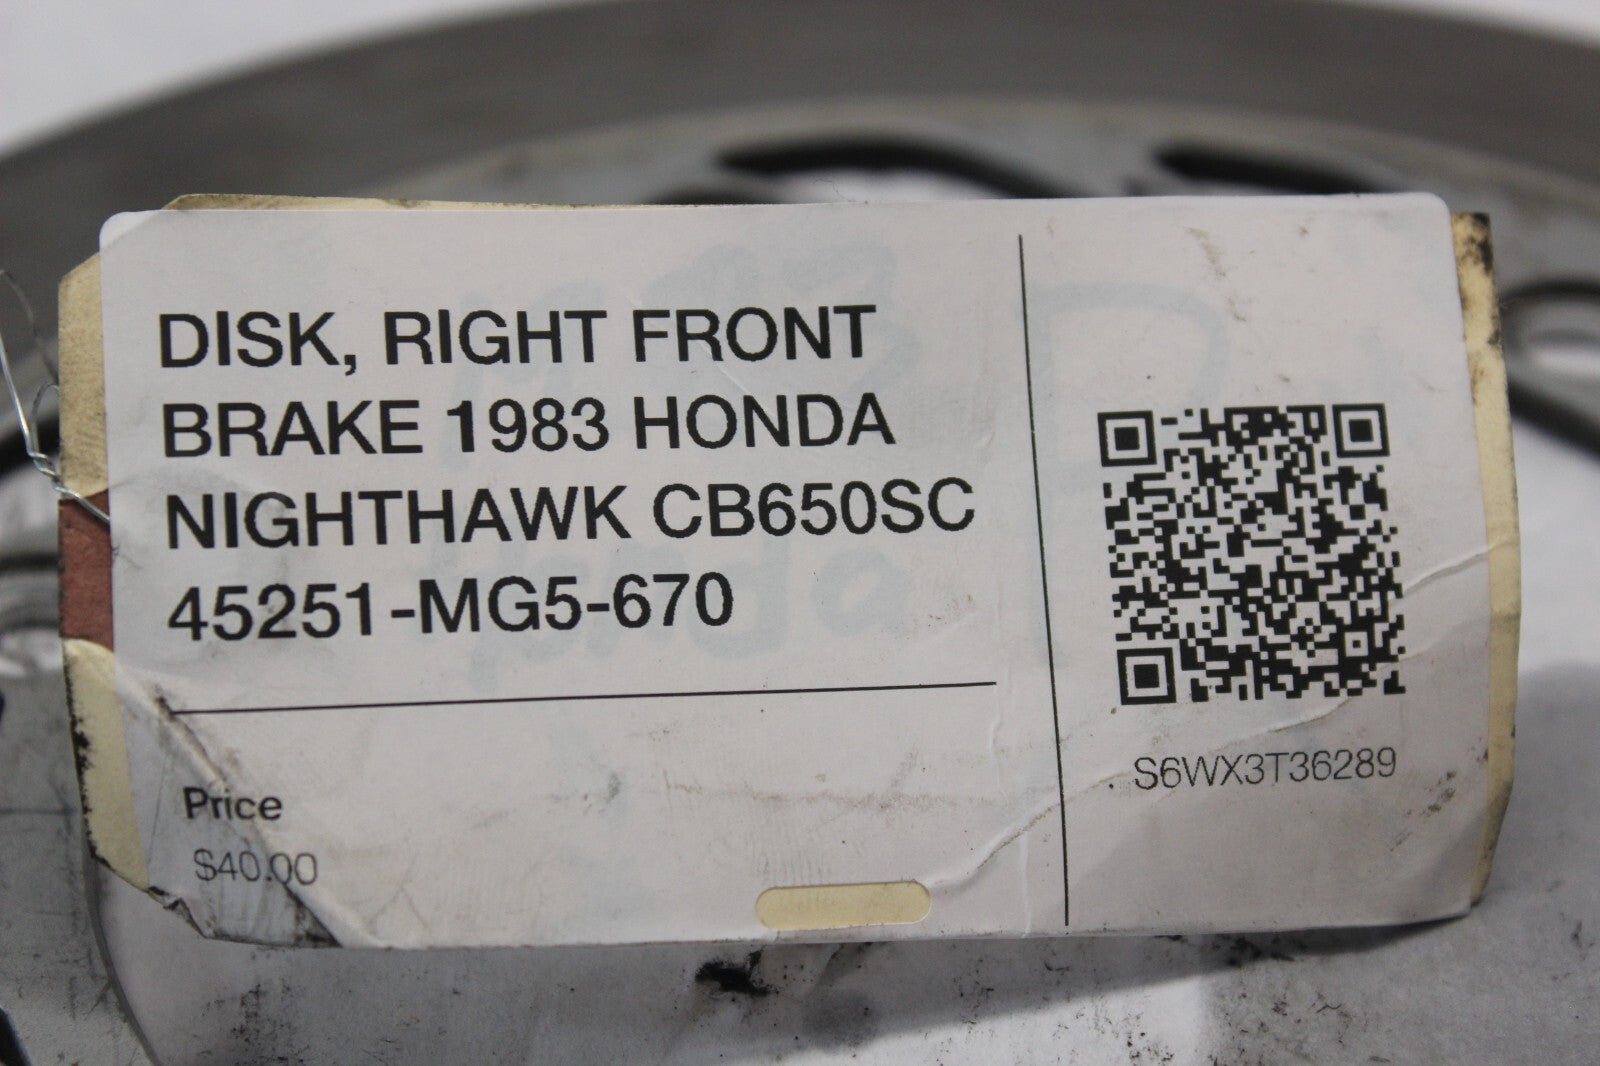 DISK, RIGHT FRONT
BRAKE 1983 HONDA
NIGHTHAWK CB650SC
45251-MG5-670
Price
$40.00
S6WX3T36289